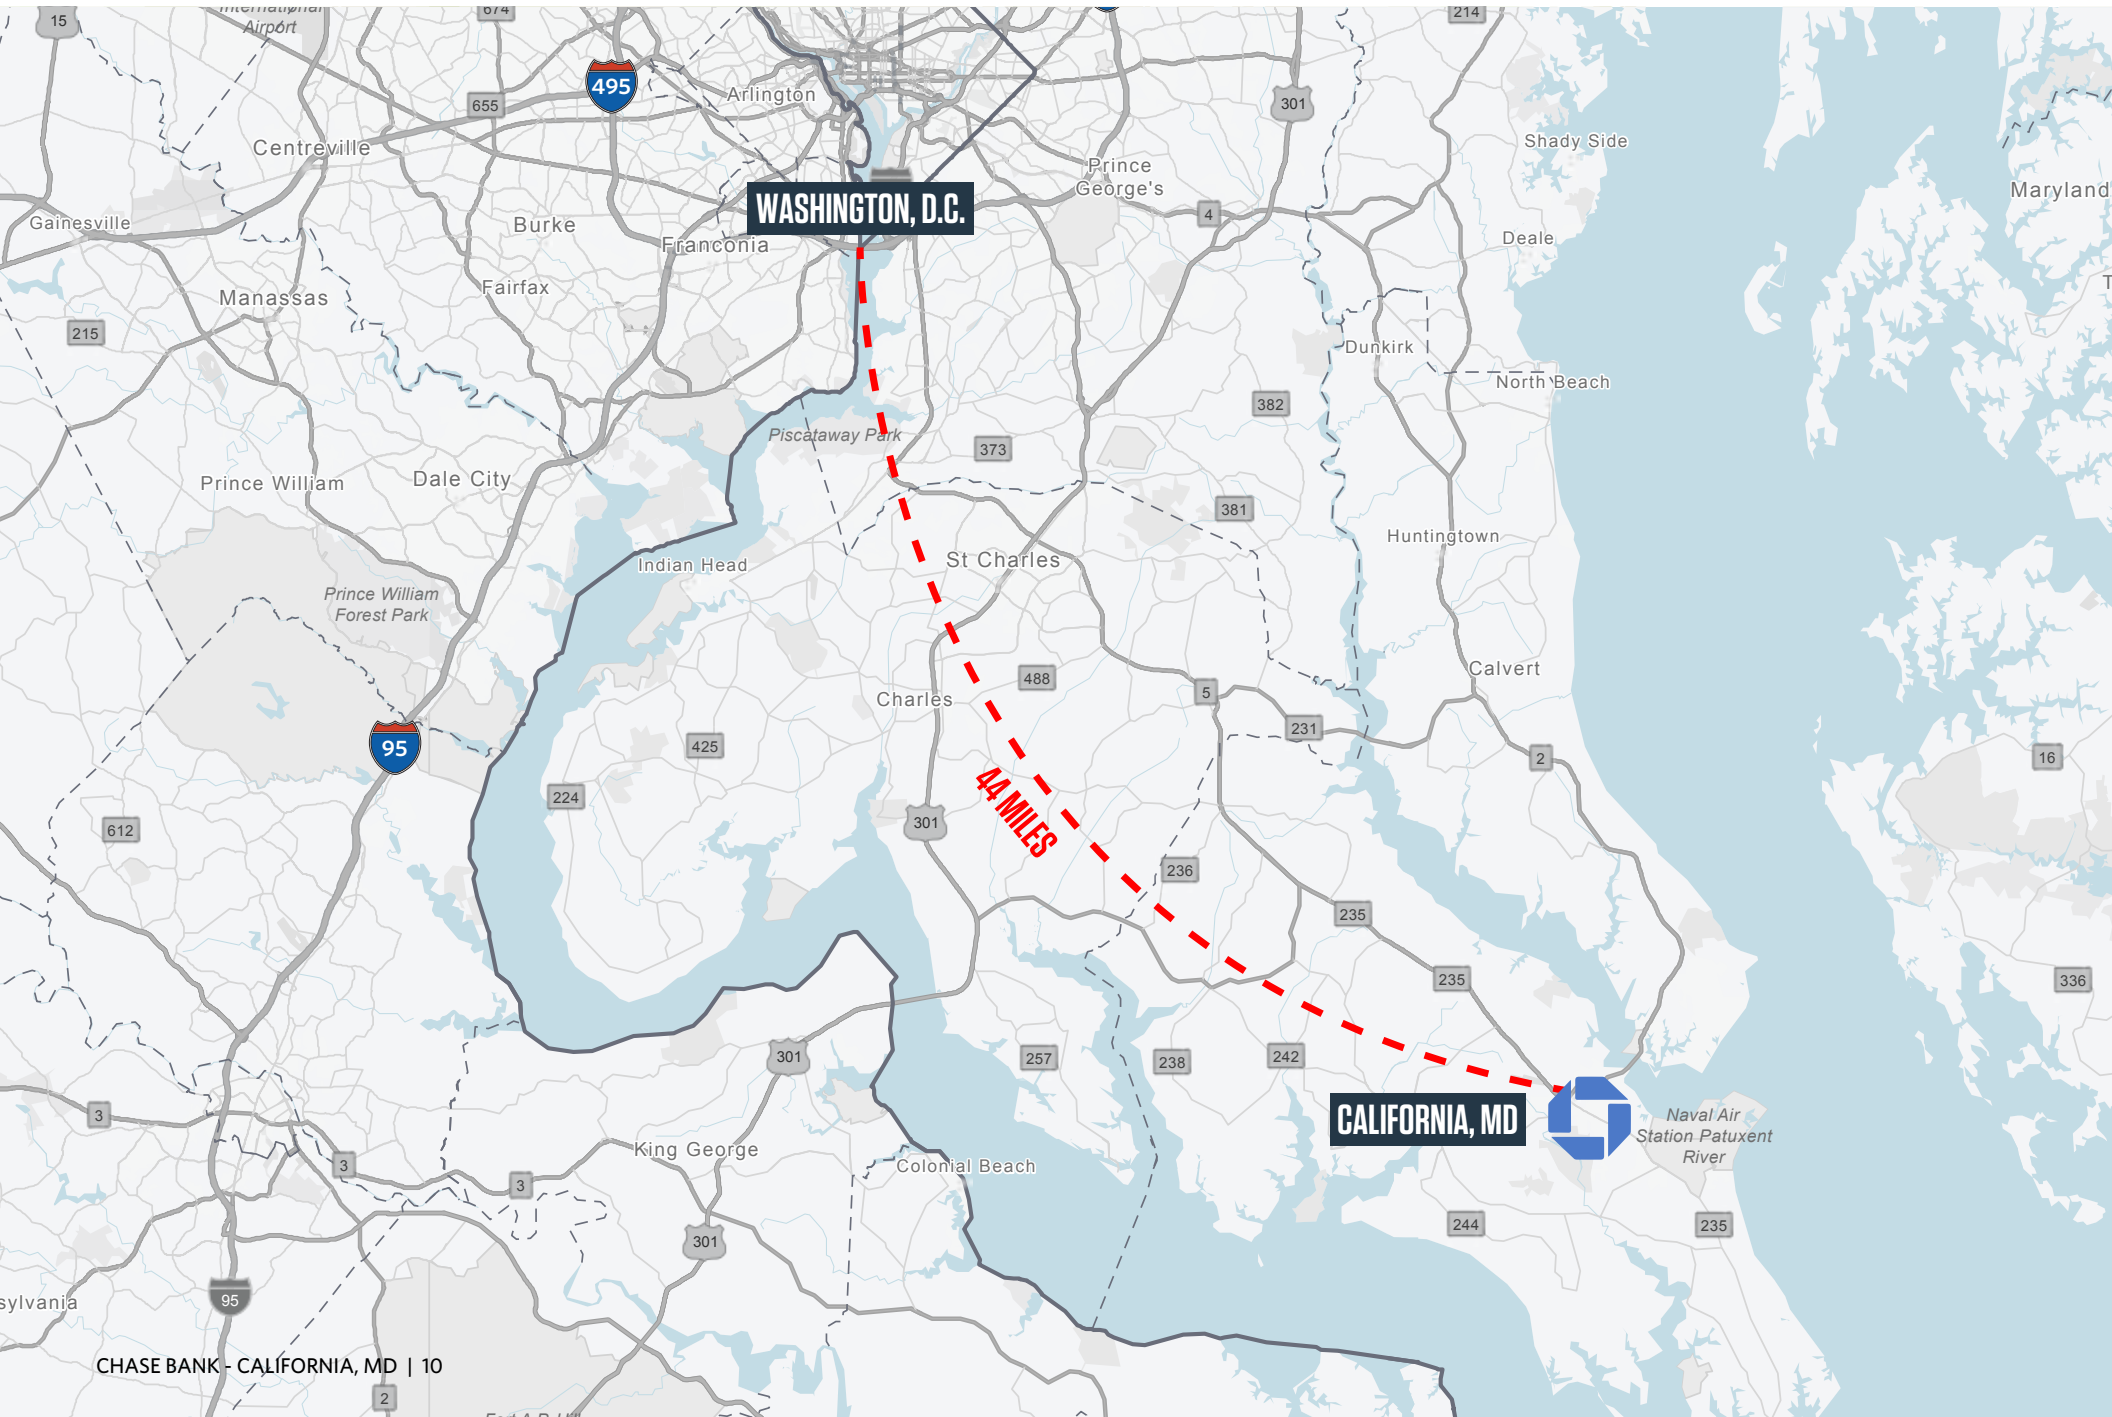 International
Airport
15
674
214
495
655
Arlington
301
Centreville
Shady Side
Prince
George's
Maryland
WASHINGTON, D.C.
4
Gainesville
Burke
Franconia
Deale
Fairfax
Manassas
215
Dunkirk
North Beach
382
Piscataway Park
373
Prince William
Dale City
381
Huntingtown
St Charles
Indian Head
Prince William
Forest Park
Calvert
488
5
Charles
231
425
95
2
16
224
44 MILES
301
612
236
235
235
336
301
257
238
242
3
CALIFORNIA, MD
Naval Air
Station Patuxent
River
King George
3
Colonial Beach
3
244
235
301
95
sylvania
CHASE BANK - CALIFORNIA, MD | 10
2